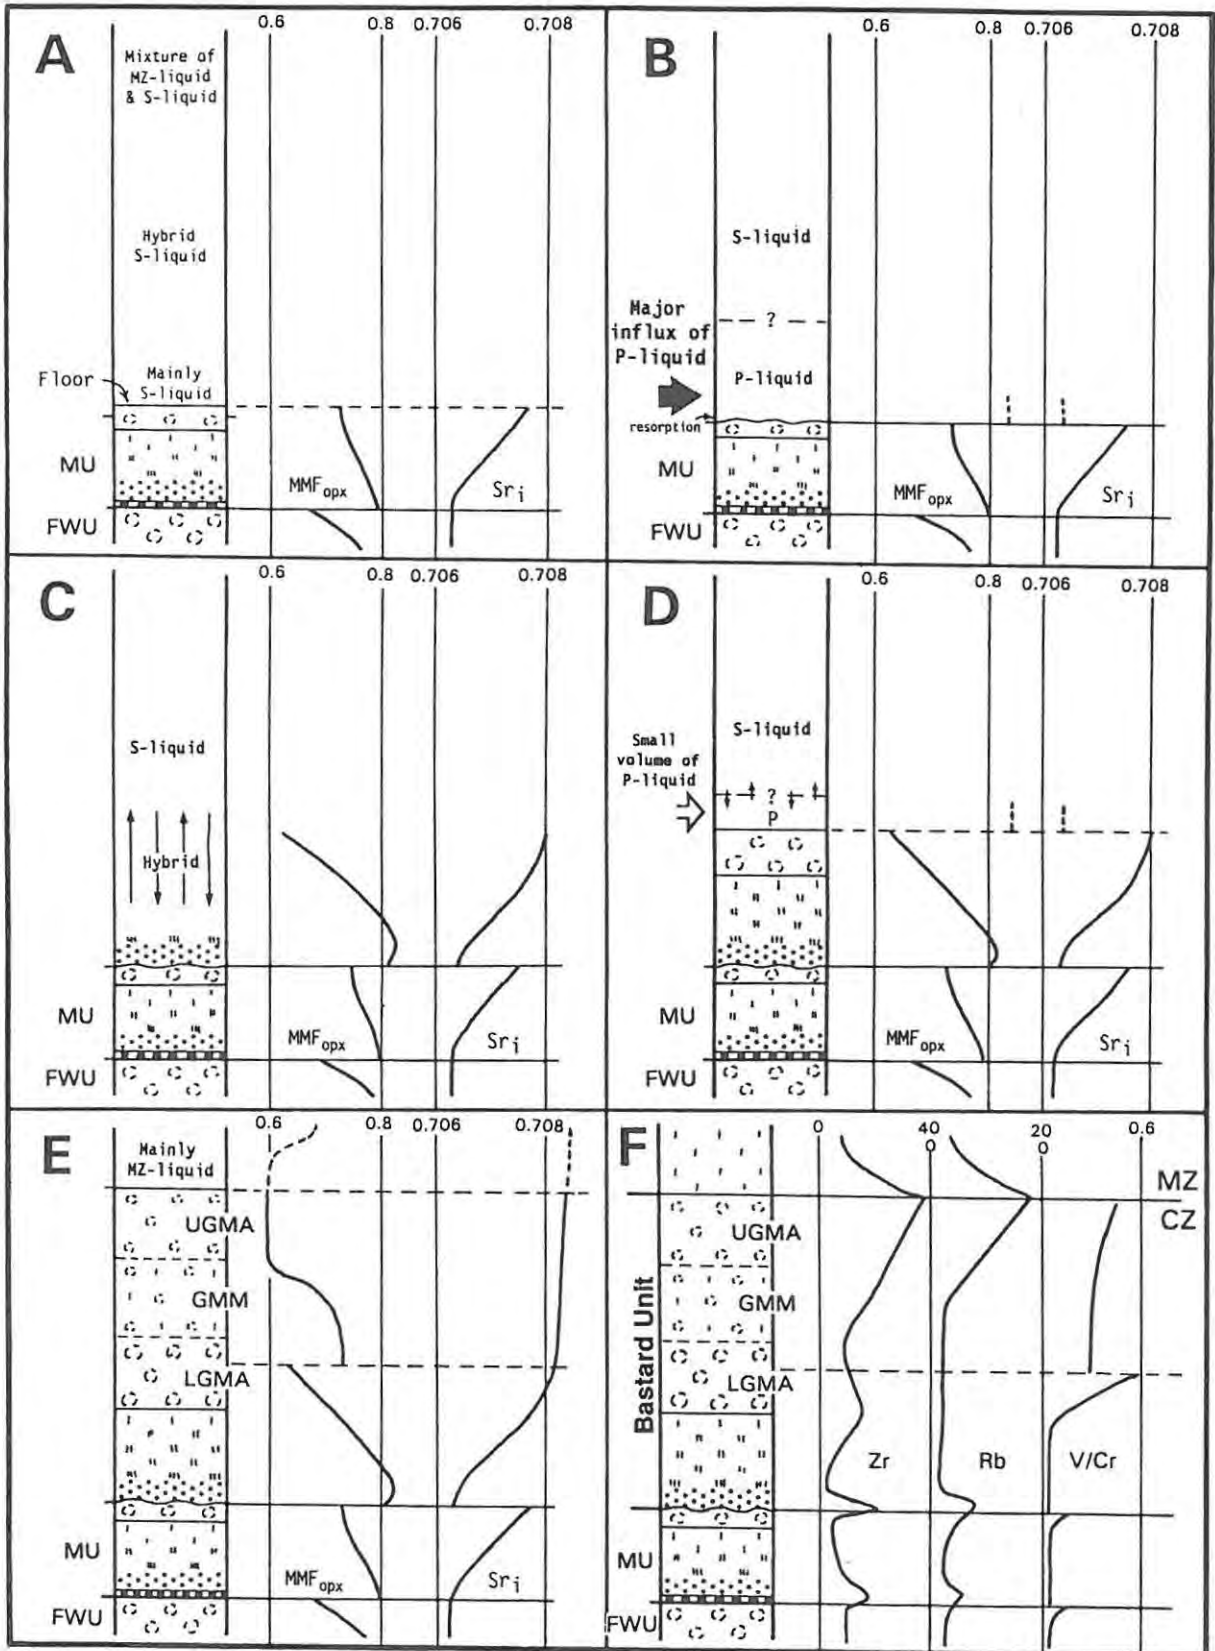 A
0.6
0.8
0.706
0.708
Mixture of
MZ-liquid
& S-liquid
Hybrid
S-liquid
Floor
Mainly
S-liquid
MU
MMFopx
Sri
FWU
B
0.6
0.8
0.706
0.708
S-liquid
Major
influx of
P-liquid
?
P-liquid
resorption
MU
MMFopx
Sri
FWU
C
0.6
0.8
0.706
0.708
S-liquid
Hybrid
MU
MMFopx
Sri
FWU
D
0.6
0.8
0.706
0.708
S-liquid
Small
volume of
P-liquid
?
P
MU
MMFopx
Sri
FWU
E
0.6
0.8
0.706
0.708
Mainly
MZ-liquid
UGMA
GMM
LGMA
MU
MMFopx
Sri
FWU
F
0
40
0
20
0
0.6
MZ
CZ
UGMA
GMM
LGMA
Bastard Unit
Zr
Rb
V/Cr
MU
FWU